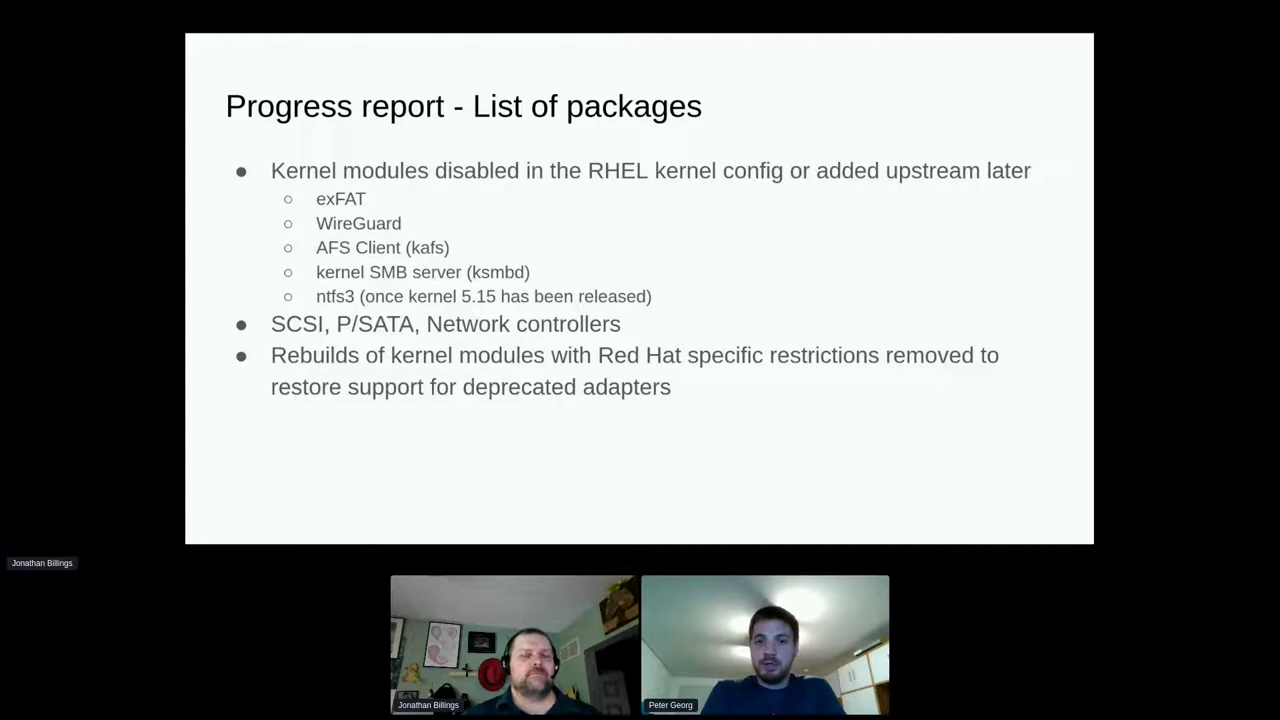 Progress report - List of packages
● Kernel modules disabled in the RHEL kernel config or added upstream later
○ exFAT
○ WireGuard
○ AFS Client (kafs)
○ kernel SMB server (ksmbd)
○ ntfs3 (once kernel 5.15 has been released)
● SCSI, P/SATA, Network controllers
● Rebuilds of kernel modules with Red Hat specific restrictions removed to
restore support for deprecated adapters
Jonathan Billings
Jonathan Billings
Peter Georg